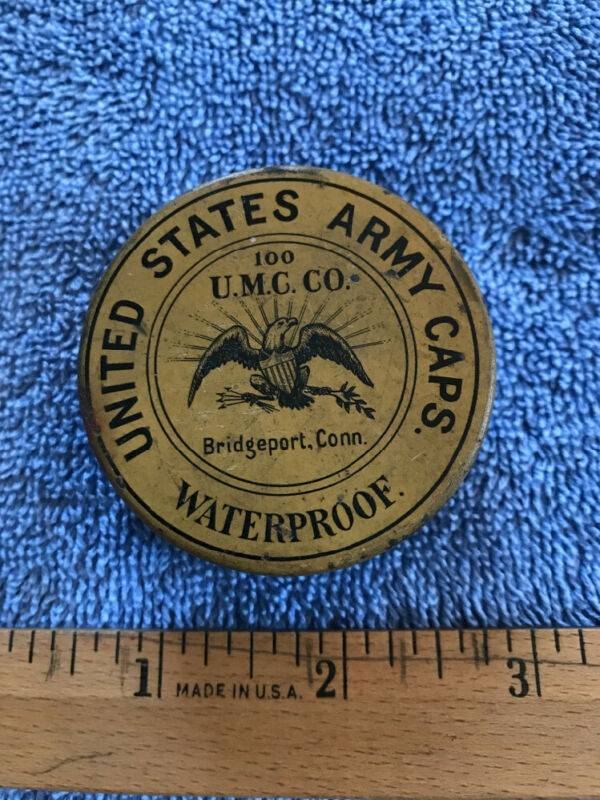 UNITED STATES ARMY CAPS.
100
U.M.C. CO.
Bridgeport, Conn.
WATERPROOF.
1 MADE IN U.S.A. 2 3